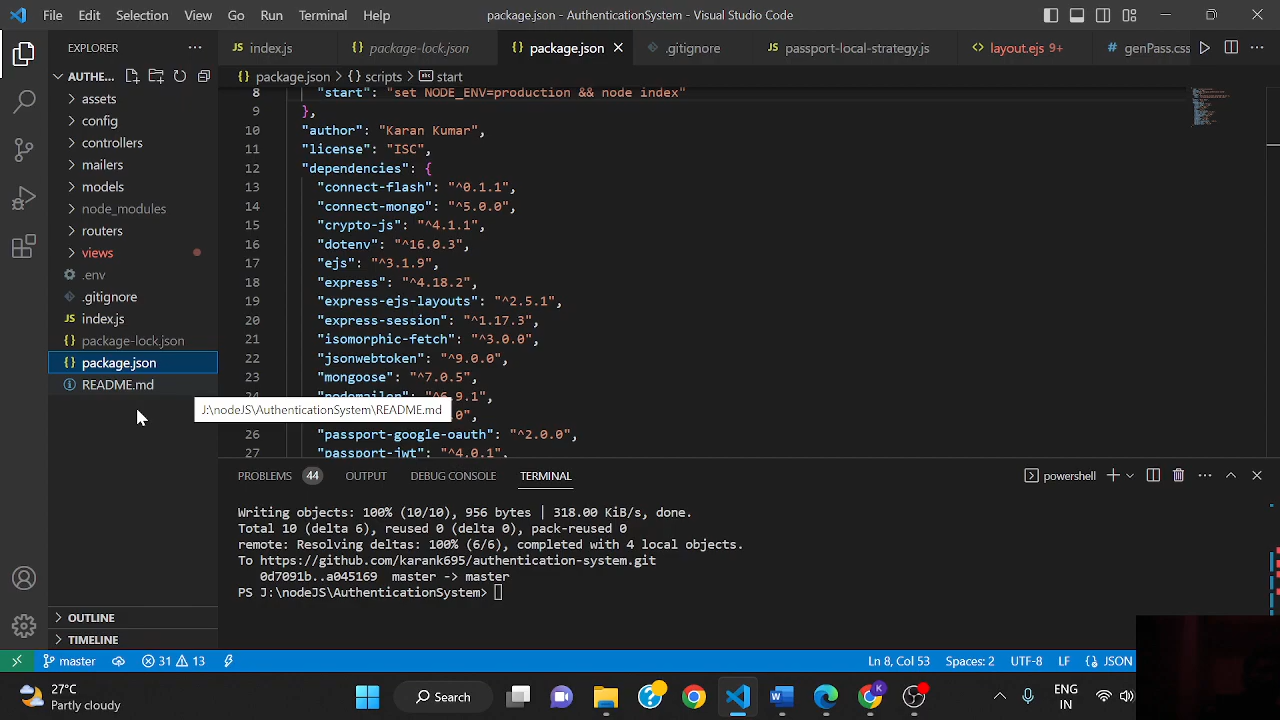 File Edit Selection View Go Run Terminal Help package.json - AuthenticationSystem - Visual Studio Code
EXPLORER
index.js package-lock.json package.json .gitignore passport-local-strategy.js layout.ejs 9+ genPass.css
AUTHE...
package.json > scripts > start
assets
config
controllers
mailers
models
node_modules
routers
views
.env
.gitignore
index.js
package-lock.json
package.json
README.md
J:\nodeJS\AuthenticationSystem\README.md
OUTLINE
TIMELINE
8 "start": "set NODE_ENV=production && node index"
9 },
10 "author": "Karan Kumar",
11 "license": "ISC",
12 "dependencies": {
13 "connect-flash": "^0.1.1",
14 "connect-mongo": "^5.0.0",
15 "crypto-js": "^4.1.1",
16 "dotenv": "^16.0.3",
17 "ejs": "^3.1.9",
18 "express": "^4.18.2",
19 "express-ejs-layouts": "^2.5.1",
20 "express-session": "^1.17.3",
21 "isomorphic-fetch": "^3.0.0",
22 "jsonwebtoken": "^9.0.0",
23 "mongoose": "^7.0.5",
24 "nodemailer": "^6.9.1",
.0",
26 "passport-google-oauth": "^2.0.0",
27 "passport-jwt": "^4.0.1",
PROBLEMS 44 OUTPUT DEBUG CONSOLE TERMINAL powershell
Writing objects: 100% (10/10), 956 bytes | 318.00 KiB/s, done.
Total 10 (delta 6), reused 0 (delta 0), pack-reused 0
remote: Resolving deltas: 100% (6/6), completed with 4 local objects.
To https://github.com/karank695/authentication-system.git
0d7091b..a045169 master -> master
PS J:\nodeJS\AuthenticationSystem>
master 31 13 Ln 8, Col 53 Spaces: 2 UTF-8 LF JSON
27°C
Partly cloudy
Search
ENG
IN